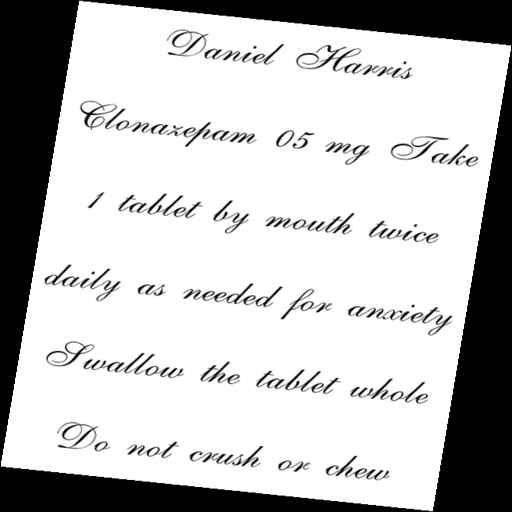 Daniel Harris
Clonazepam 05 mg Take
1 tablet by mouth twice
daily as needed for anxiety
Swallow the tablet whole
Do not crush or chew